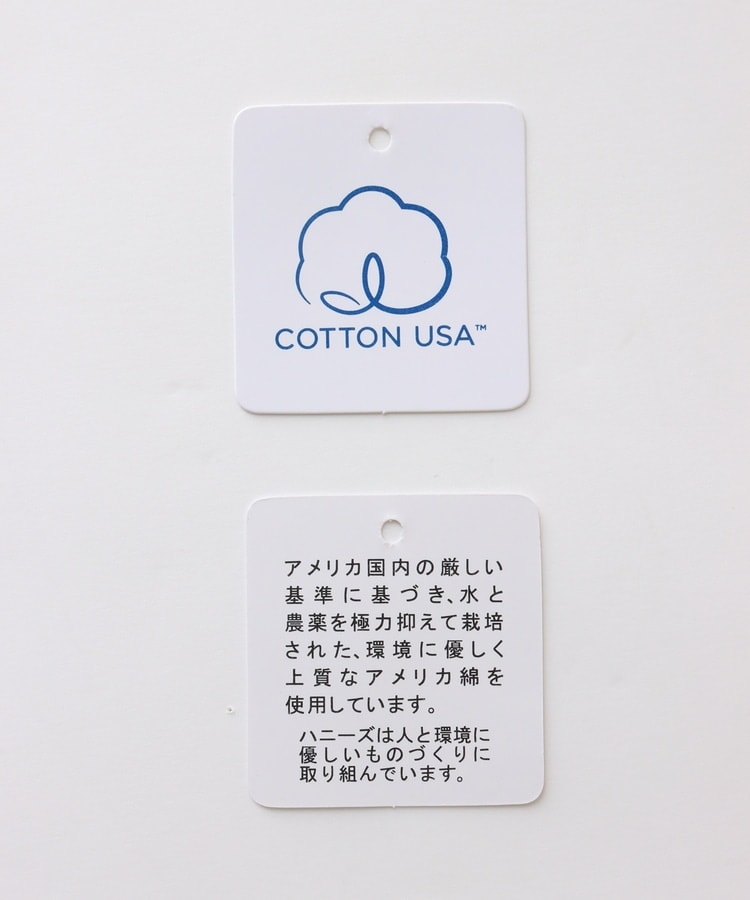 COTTON USA™
アメリカ国内の厳しい
基準に基づき、水と
農薬を極力抑えて栽培
された、環境に優しく
上質なアメリカ綿を
使用しています。
ハニーズは人と環境に
優しいものづくりに
取り組んでいます。